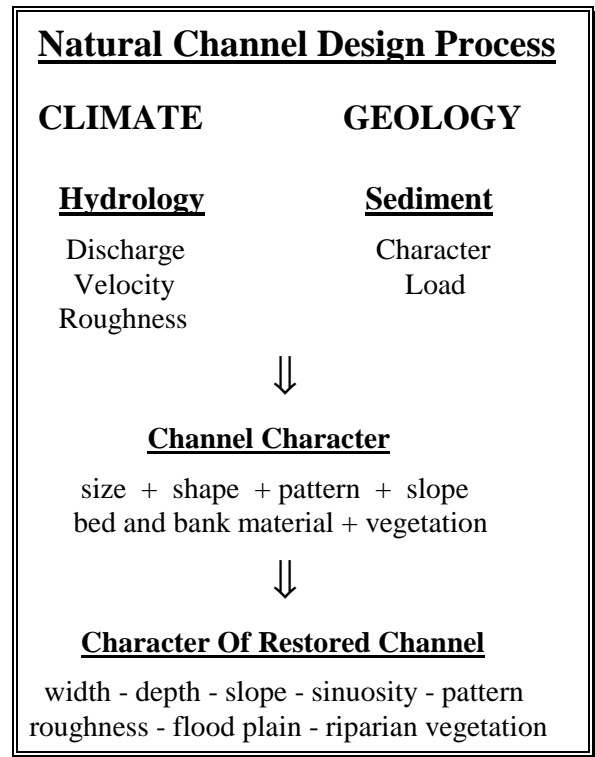 Natural Channel Design Process
CLIMATE GEOLOGY
Hydrology Sediment
Discharge Character
Velocity Load
Roughness
⇓
Channel Character
size + shape + pattern + slope
bed and bank material + vegetation
⇓
Character Of Restored Channel
width - depth - slope - sinuosity - pattern
roughness - flood plain - riparian vegetation